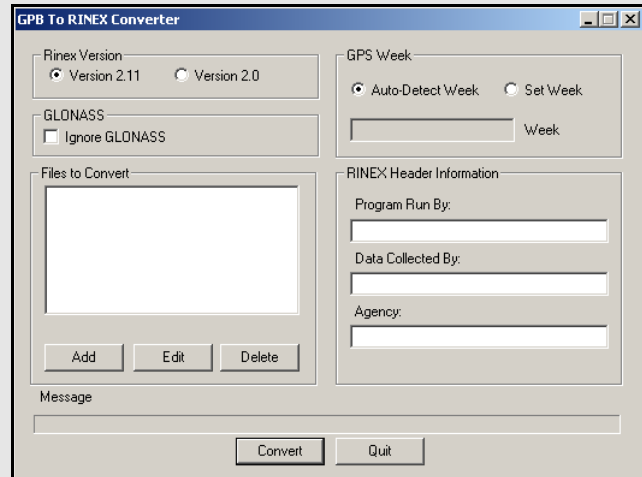 GPB To RINEX Converter
Rinex Version
Version 2.11 Version 2.0
GLONASS
Ignore GLONASS
GPS Week
Auto-Detect Week Set Week
Week
Files to Convert
Add Edit Delete
RINEX Header Information
Program Run By:
Data Collected By:
Agency:
Message
Convert Quit